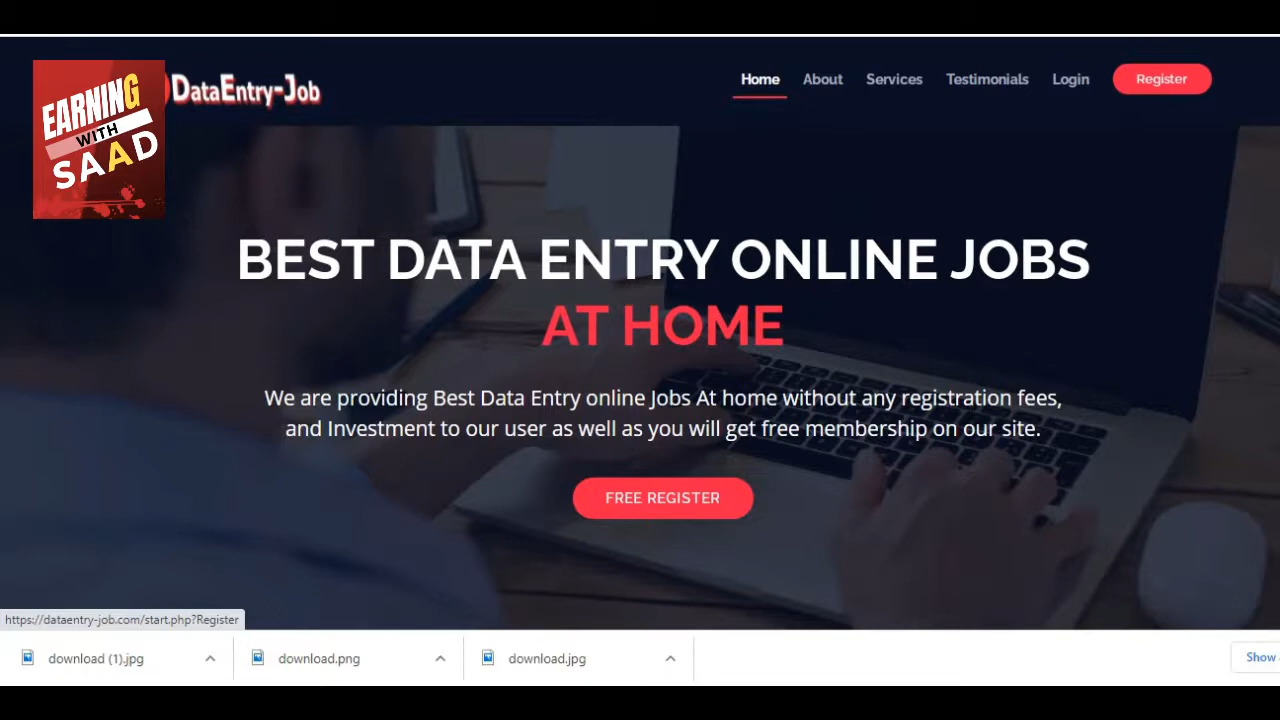 EARNING
WITH
SAAD
DataEntry-Job
Home About Services Testimonials Login Register
BEST DATA ENTRY ONLINE JOBS
AT HOME
We are providing Best Data Entry online Jobs At home without any registration fees,
and Investment to our user as well as you will get free membership on our site.
FREE REGISTER
https://dataentry-job.com/start.php?Register
download (1).jpg download.png download.jpg Show